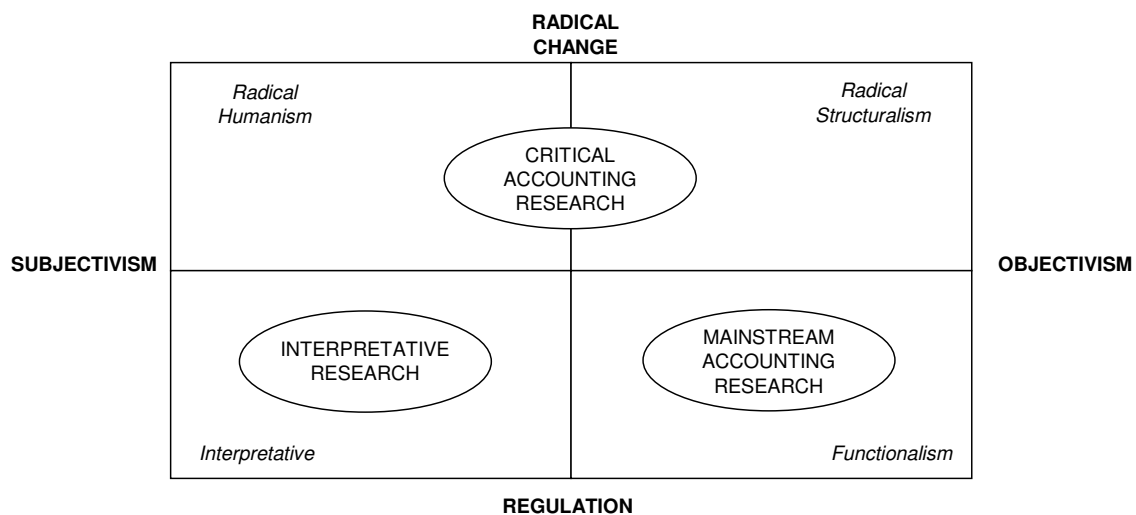 RADICAL
CHANGE
Radical
Humanism
Radical
Structuralism
CRITICAL
ACCOUNTING
RESEARCH
SUBJECTIVISM
OBJECTIVISM
INTERPRETATIVE
RESEARCH
MAINSTREAM
ACCOUNTING
RESEARCH
Interpretative
Functionalism
REGULATION